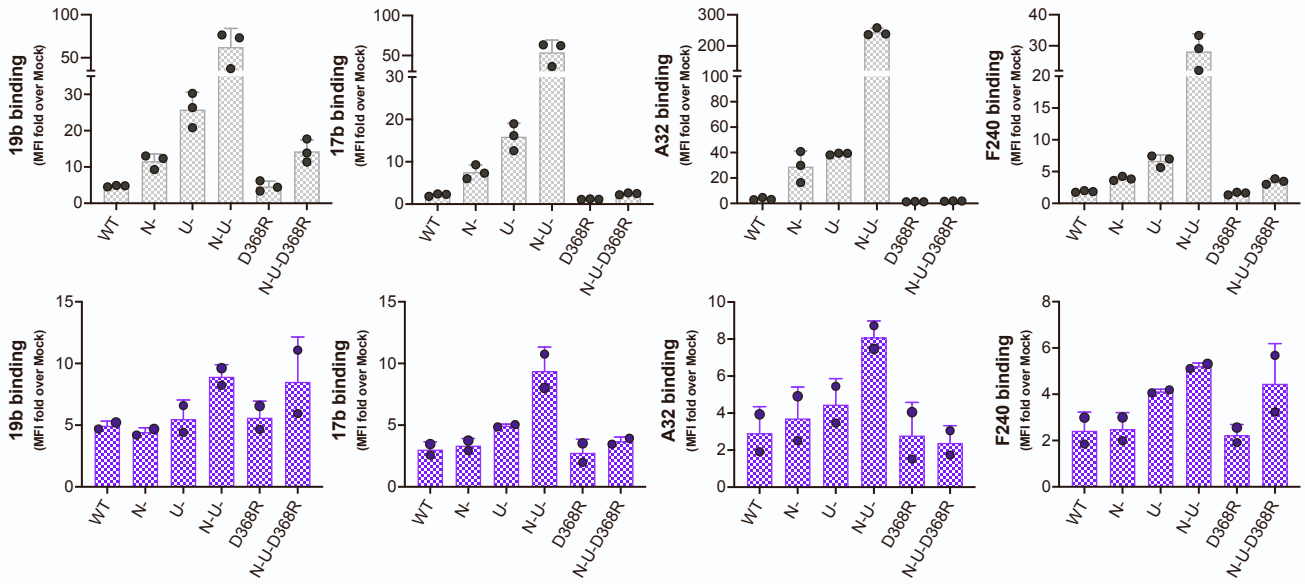 19b binding
(MFI fold over Mock)
100
50
30
20
10
0
WT
N-
U-
N-U-
D368R
N-U-D368R
17b binding
(MFI fold over Mock)
100
50
30
20
10
0
WT
N-
U-
N-U-
D368R
N-U-D368R
A32 binding
(MFI fold over Mock)
300
200
100
60
40
20
0
WT
N-
U-
N-U-
D368R
N-U-D368R
F240 binding
(MFI fold over Mock)
40
30
20
15
10
5
0
WT
N-
U-
N-U-
D368R
N-U-D368R
19b binding
(MFI fold over Mock)
15
10
5
0
WT
N-
U-
N-U-
D368R
N-U-D368R
17b binding
(MFI fold over Mock)
15
10
5
0
WT
N-
U-
N-U-
D368R
N-U-D368R
A32 binding
(MFI fold over Mock)
10
8
6
4
2
0
WT
N-
U-
N-U-
D368R
N-U-D368R
F240 binding
(MFI fold over Mock)
8
6
4
2
0
WT
N-
U-
N-U-
D368R
N-U-D368R